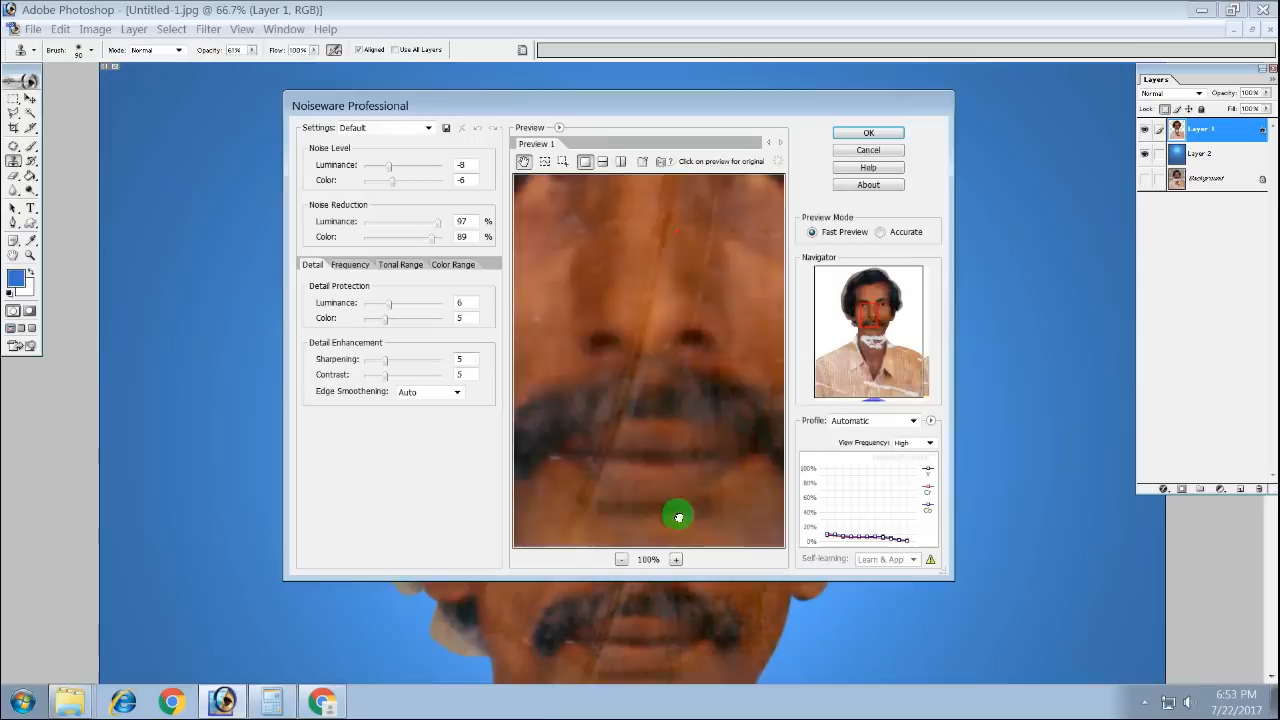 Adobe Photoshop - [Untitled-1.jpg @ 66.7% (Layer 1, RGB)]
File Edit Image Layer Select Filter View Window Help
Brush: 90 Mode: Normal Opacity: 61% Flow: 100% Aligned Use All Layers
Layers
Normal Opacity: 100%
Lock: Fill: 100%
Layer 1
Layer 2
Background
Noiseware Professional
Settings: Default
Noise Level
Luminance: -8
Color: -6
Noise Reduction
Luminance: 97 %
Color: 89 %
Detail Frequency Tonal Range Color Range
Detail Protection
Luminance: 6
Color: 5
Detail Enhancement
Sharpening: 5
Contrast: 5
Edge Smoothening: Auto
Preview
Preview 1
Click on preview for original
- 100% +
OK
Cancel
Help
About
Preview Mode
Fast Preview Accurate
Navigator
Profile: Automatic
View Frequency: High
100%
80%
60%
40%
20%
0%
Y
Cr
Cb
Self-learning: Learn & Appl
6:53 PM
7/22/2017